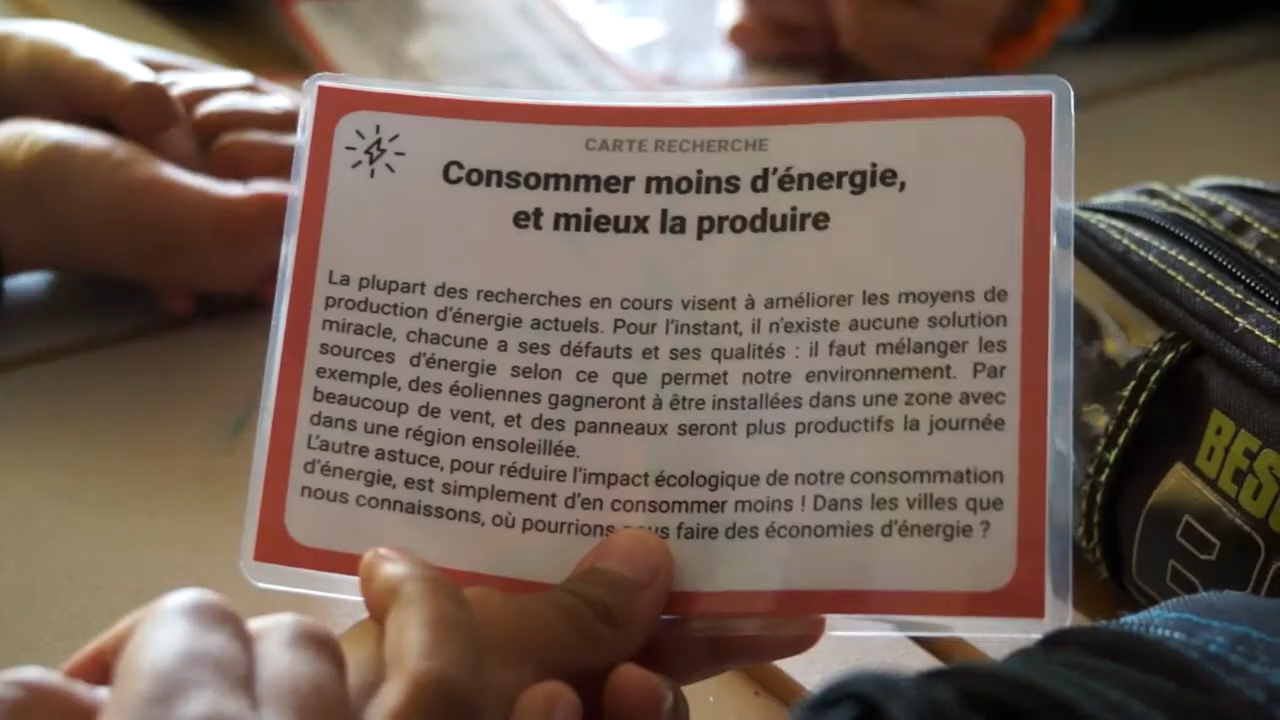 CARTE RECHERCHE
Consommer moins d'énergie,
et mieux la produire
La plupart des recherches en cours visent à améliorer les moyens de
production d'énergie actuels. Pour l'instant, il n'existe aucune solution
miracle, chacune a ses défauts et ses qualités : il faut mélanger les
sources d'énergie selon ce que permet notre environnement. Par
exemple, des éoliennes gagneront à être installées dans une zone avec
beaucoup de vent, et des panneaux seront plus productifs la journée
dans une région ensoleillée.
L'autre astuce, pour réduire l'impact écologique de notre consommation
d'énergie, est simplement d'en consommer moins ! Dans les villes que
nous connaissons, où pourrions faire des économies d'énergie ?